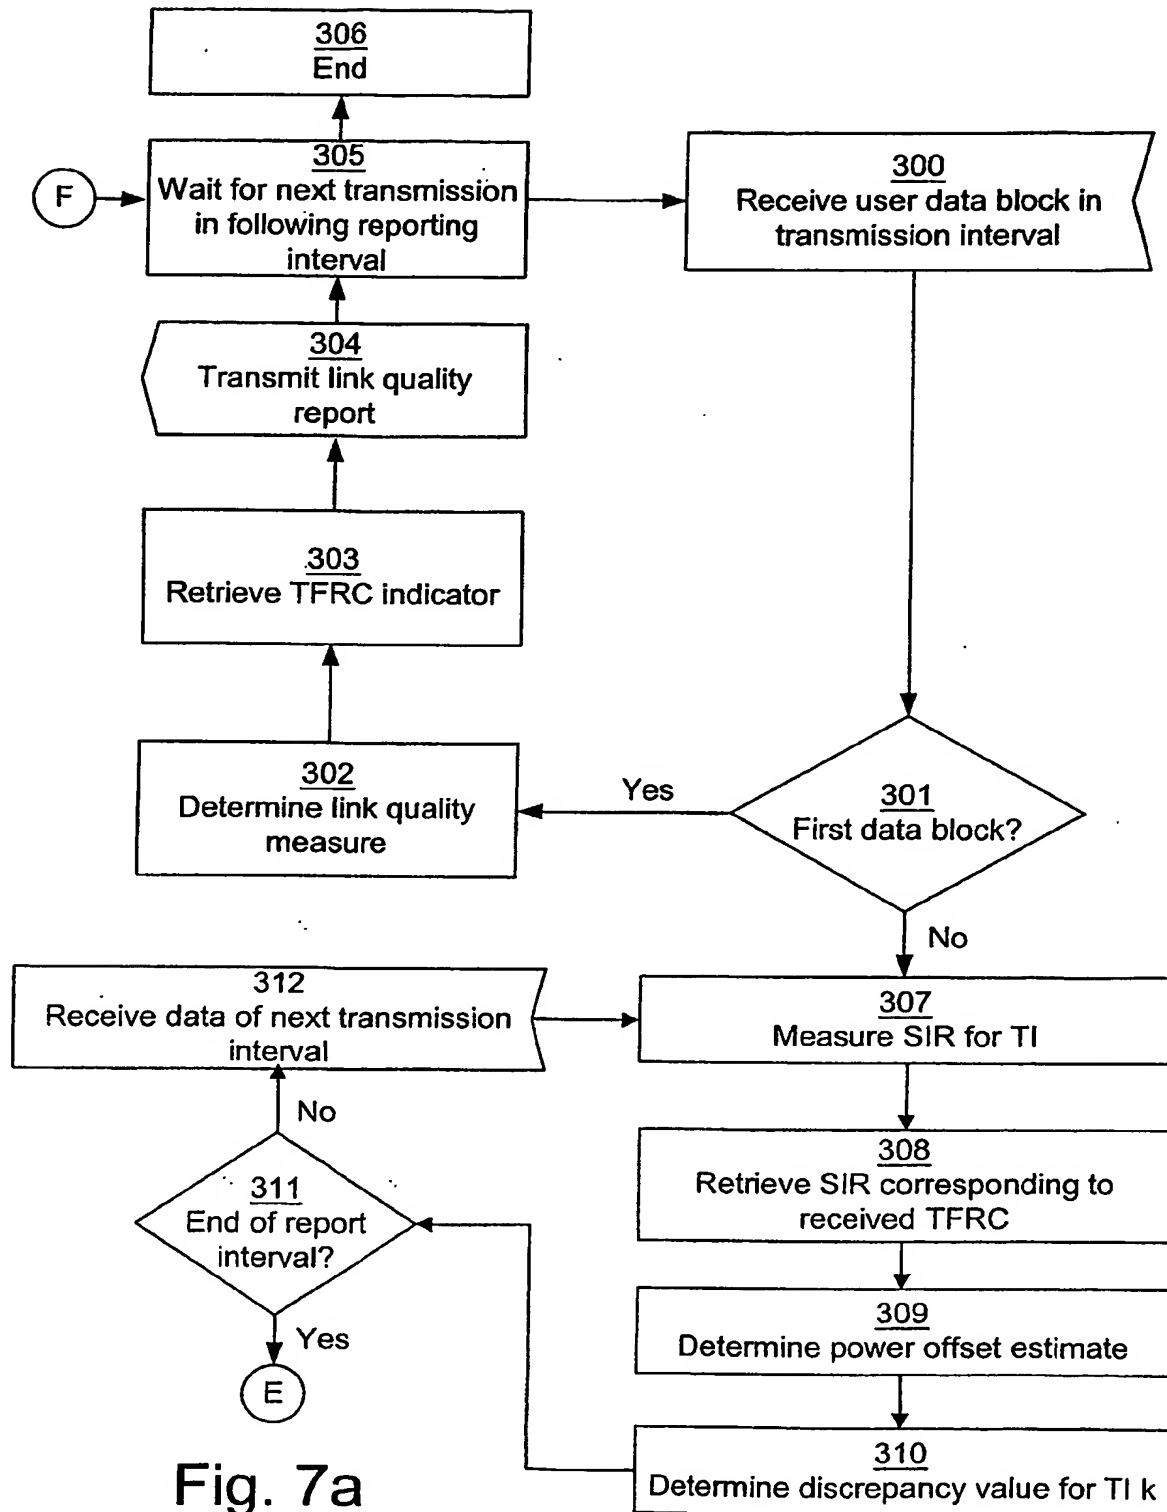 306
End
305
Wait for next transmission
in following reporting
interval
F
300
Receive user data block in
transmission interval
304
Transmit link quality
report
303
Retrieve TFRC indicator
302
Determine link quality
measure
Yes
301
First data block?
No
312
Receive data of next transmission
interval
307
Measure SIR for TI
No
308
Retrieve SIR corresponding to
received TFRC
311
End of report
interval?
309
Determine power offset estimate
Yes
E
310
Determine discrepancy value for TI k
Fig. 7a